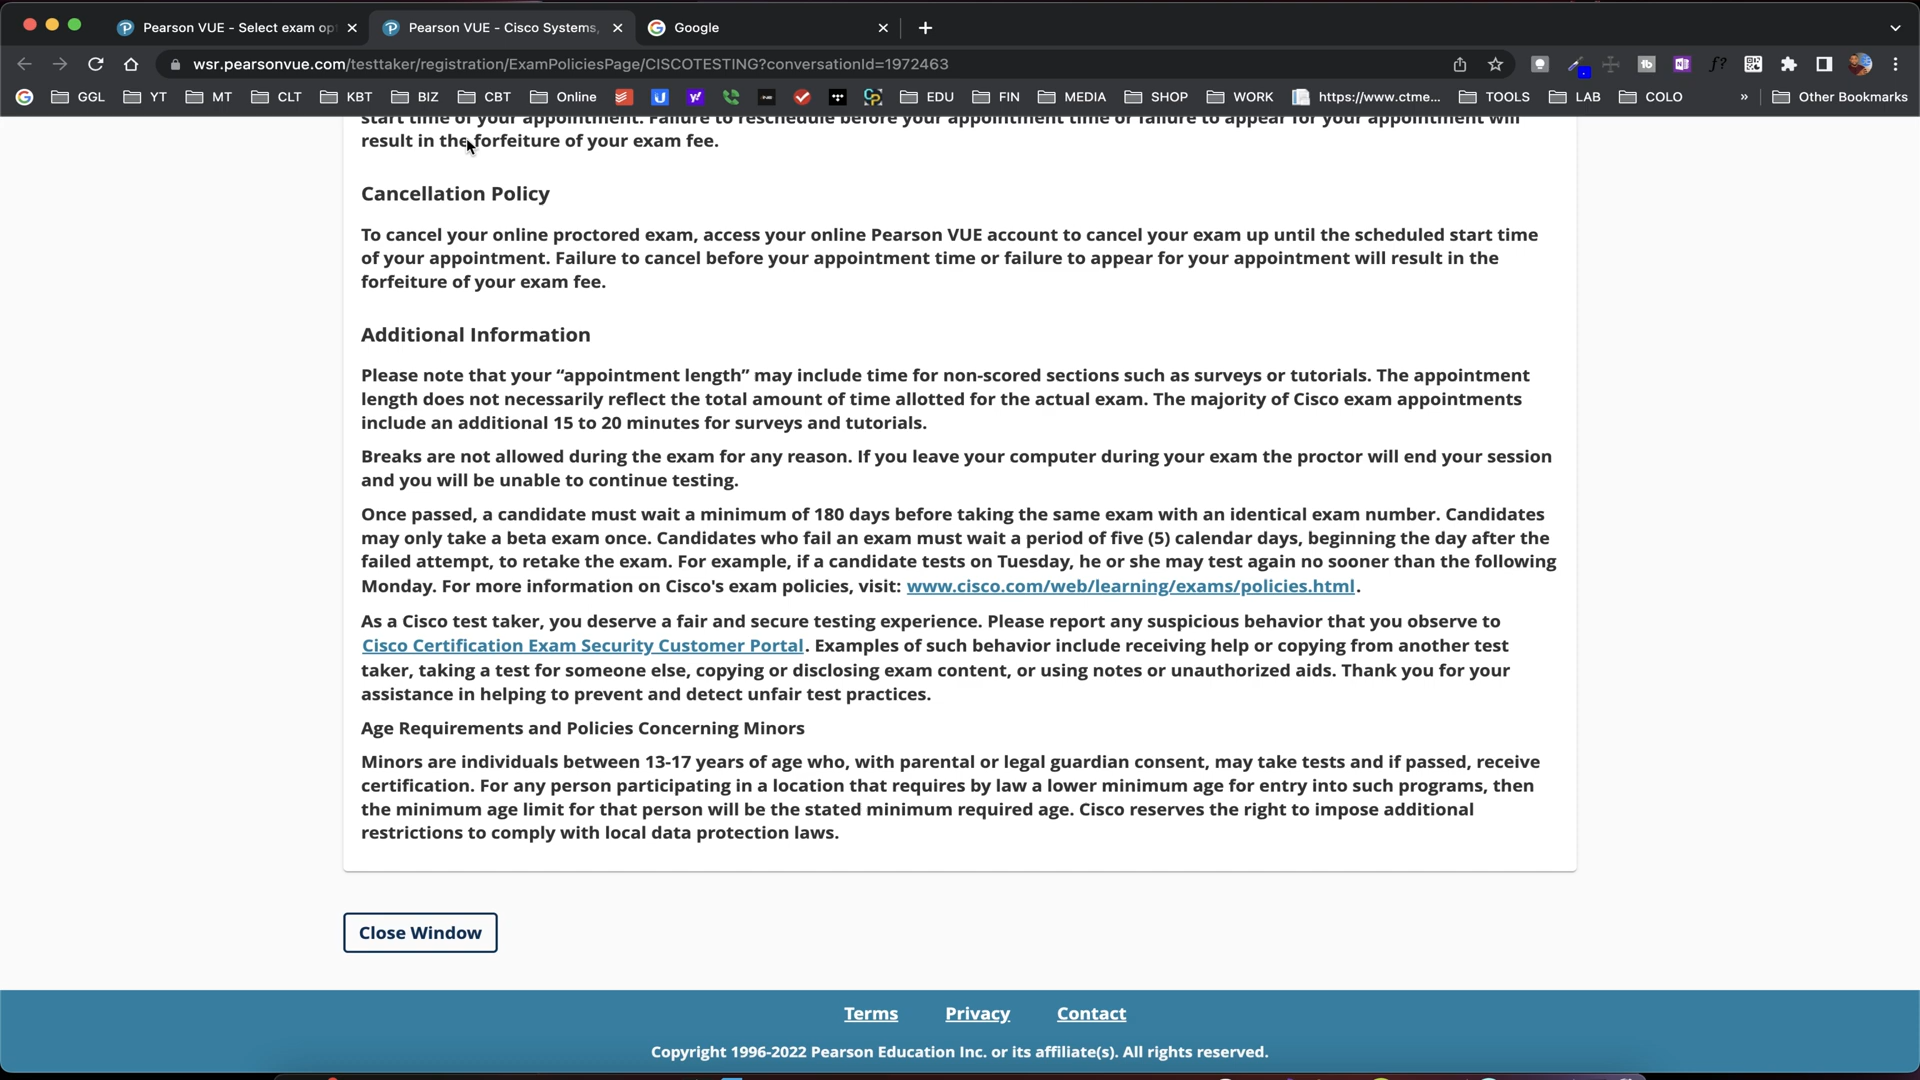 Pearson VUE - Select exam op
Pearson VUE - Cisco Systems,
Google
wsr.pearsonvue.com/testtaker/registration/ExamPoliciesPage/CISCOTESTING?conversationId=1972463
GGL YT MT CLT KBT BIZ CBT Online EDU FIN MEDIA SHOP WORK https://www.ctme... TOOLS LAB COLO » Other Bookmarks
start time of your appointment. Failure to reschedule before your appointment time or failure to appear for your appointment will
result in the forfeiture of your exam fee.
Cancellation Policy
To cancel your online proctored exam, access your online Pearson VUE account to cancel your exam up until the scheduled start time
of your appointment. Failure to cancel before your appointment time or failure to appear for your appointment will result in the
forfeiture of your exam fee.
Additional Information
Please note that your “appointment length” may include time for non-scored sections such as surveys or tutorials. The appointment
length does not necessarily reflect the total amount of time allotted for the actual exam. The majority of Cisco exam appointments
include an additional 15 to 20 minutes for surveys and tutorials.
Breaks are not allowed during the exam for any reason. If you leave your computer during your exam the proctor will end your session
and you will be unable to continue testing.
Once passed, a candidate must wait a minimum of 180 days before taking the same exam with an identical exam number. Candidates
may only take a beta exam once. Candidates who fail an exam must wait a period of five (5) calendar days, beginning the day after the
failed attempt, to retake the exam. For example, if a candidate tests on Tuesday, he or she may test again no sooner than the following
Monday. For more information on Cisco's exam policies, visit: www.cisco.com/web/learning/exams/policies.html.
As a Cisco test taker, you deserve a fair and secure testing experience. Please report any suspicious behavior that you observe to
Cisco Certification Exam Security Customer Portal. Examples of such behavior include receiving help or copying from another test
taker, taking a test for someone else, copying or disclosing exam content, or using notes or unauthorized aids. Thank you for your
assistance in helping to prevent and detect unfair test practices.
Age Requirements and Policies Concerning Minors
Minors are individuals between 13-17 years of age who, with parental or legal guardian consent, may take tests and if passed, receive
certification. For any person participating in a location that requires by law a lower minimum age for entry into such programs, then
the minimum age limit for that person will be the stated minimum required age. Cisco reserves the right to impose additional
restrictions to comply with local data protection laws.
Close Window
Terms Privacy Contact
Copyright 1996-2022 Pearson Education Inc. or its affiliate(s). All rights reserved.